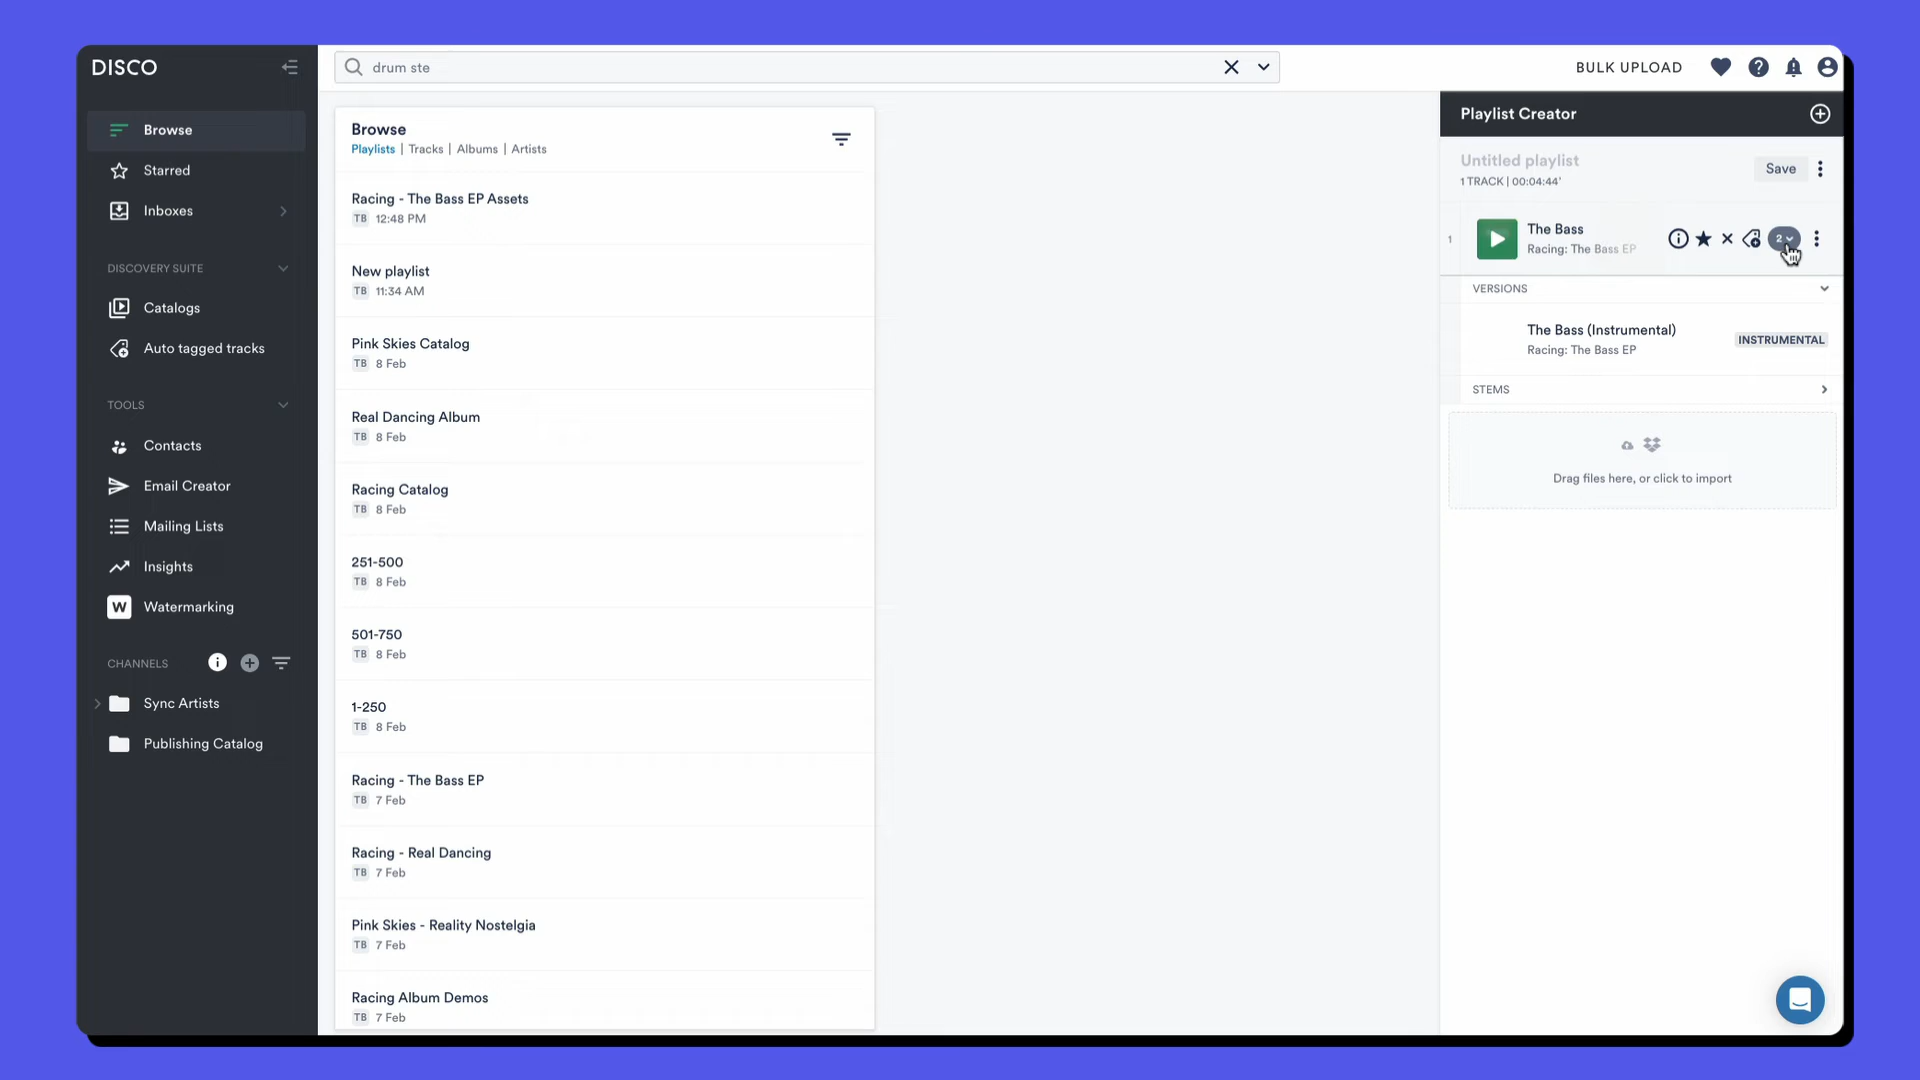 DISCO
drum ste
BULK UPLOAD
Browse
Starred
Inboxes
DISCOVERY SUITE
Catalogs
Auto tagged tracks
TOOLS
Contacts
Email Creator
Mailing Lists
Insights
W Watermarking
CHANNELS
Sync Artists
Publishing Catalog
Browse
Playlists | Tracks | Albums | Artists
Racing - The Bass EP Assets
TB 12:48 PM
New playlist
TB 11:34 AM
Pink Skies Catalog
TB 8 Feb
Real Dancing Album
TB 8 Feb
Racing Catalog
TB 8 Feb
251-500
TB 8 Feb
501-750
TB 8 Feb
1-250
TB 8 Feb
Racing - The Bass EP
TB 7 Feb
Racing - Real Dancing
TB 7 Feb
Pink Skies - Reality Nostelgia
TB 7 Feb
Racing Album Demos
TB 7 Feb
Playlist Creator
Untitled playlist
Save
1 TRACK | 00:04:44'
1
The Bass
Racing: The Bass EP
2
VERSIONS
The Bass (Instrumental)
Racing: The Bass EP
INSTRUMENTAL
STEMS
Drag files here, or click to import